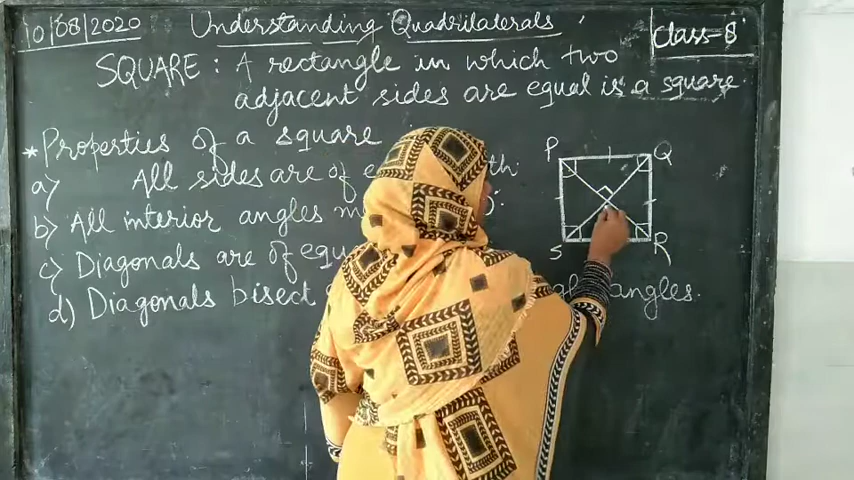 10/08/2020 Understanding Quadrilaterals Class-8
SQUARE : A rectangle in which two
adjacent sides are equal is a square
* Properties of a square
a) All sides are of
b) All interior angles
c) Diagonals are of
d) Diagonals bisect angles.
P Q
S R